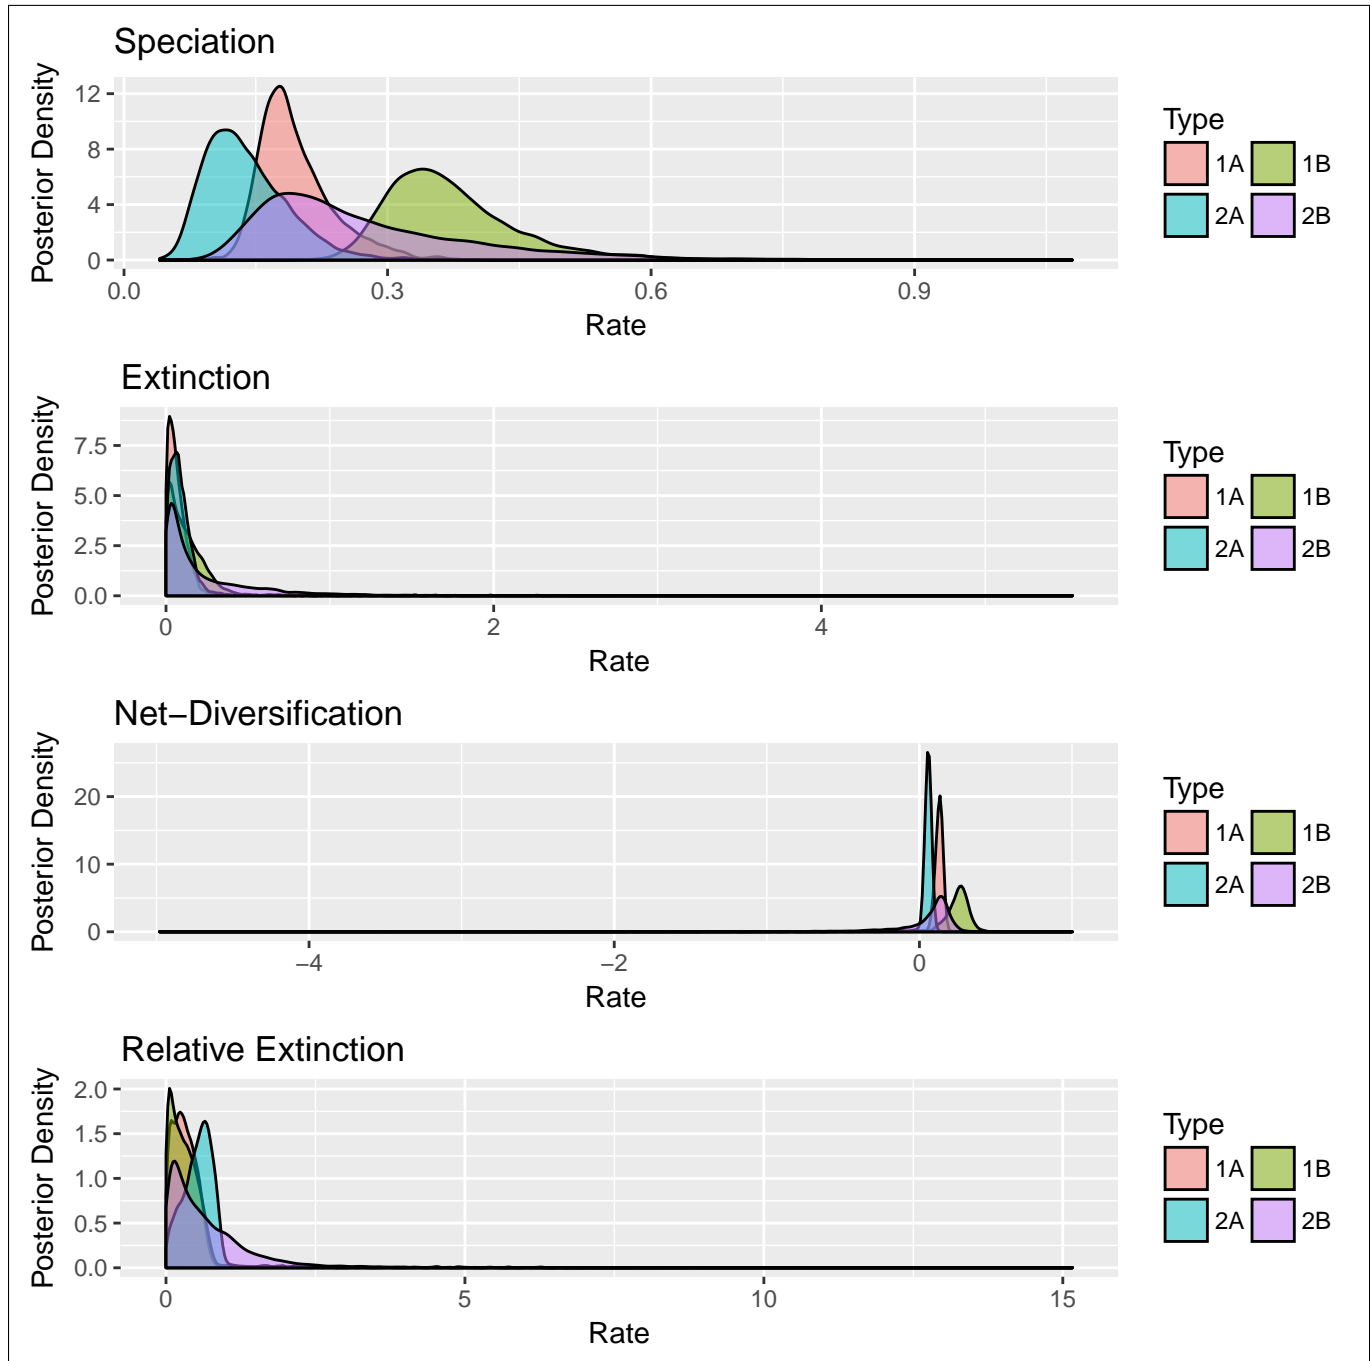 Speciation
Posterior Density
12
8
4
0
0.0 0.3 0.6 0.9
Rate
Type
1A 1B
2A 2B
Extinction
Posterior Density
7.5
5.0
2.5
0.0
0 2 4
Rate
Type
1A 1B
2A 2B
Net−Diversification
Posterior Density
20
10
0
−4 −2 0
Rate
Type
1A 1B
2A 2B
Relative Extinction
Posterior Density
2.0
1.5
1.0
0.5
0.0
0 5 10 15
Rate
Type
1A 1B
2A 2B